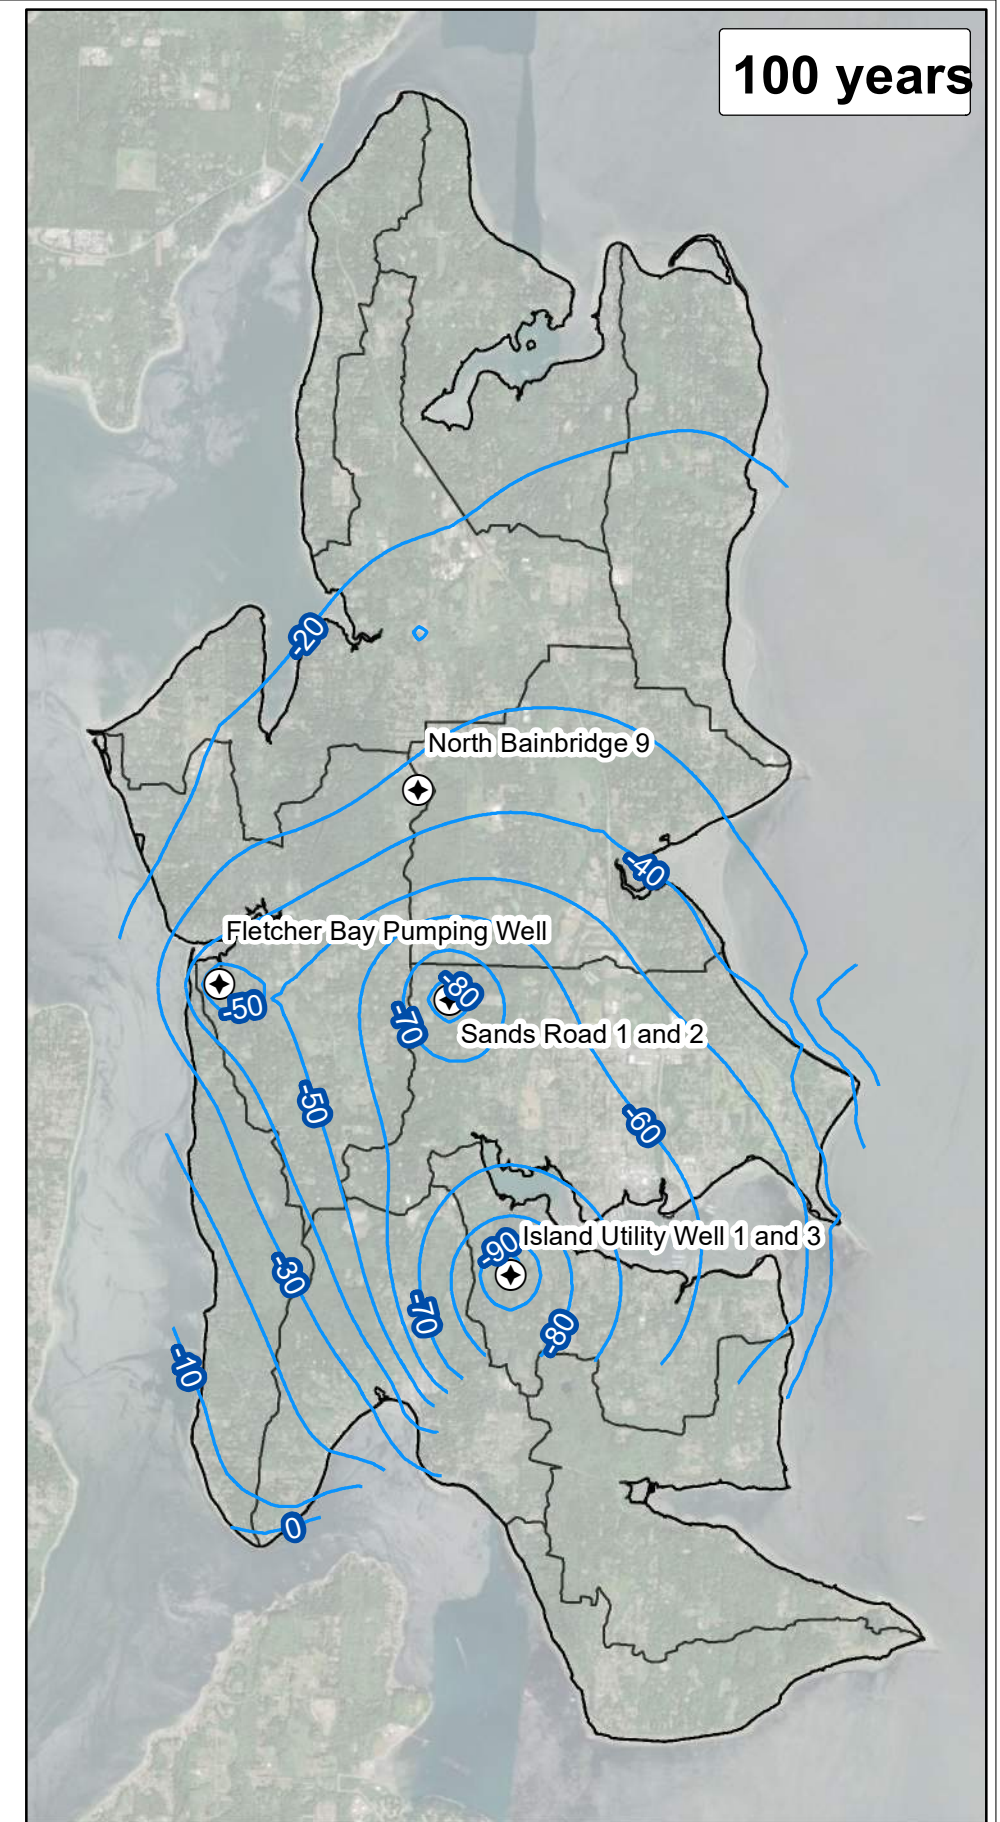 100 years
-20
North Bainbridge 9
-40
Fletcher Bay Pumping Well
-50
-80
-70
Sands Road 1 and 2
-50
-60
Island Utility Well 1 and 3
-90
-30
-70
-80
-10
0